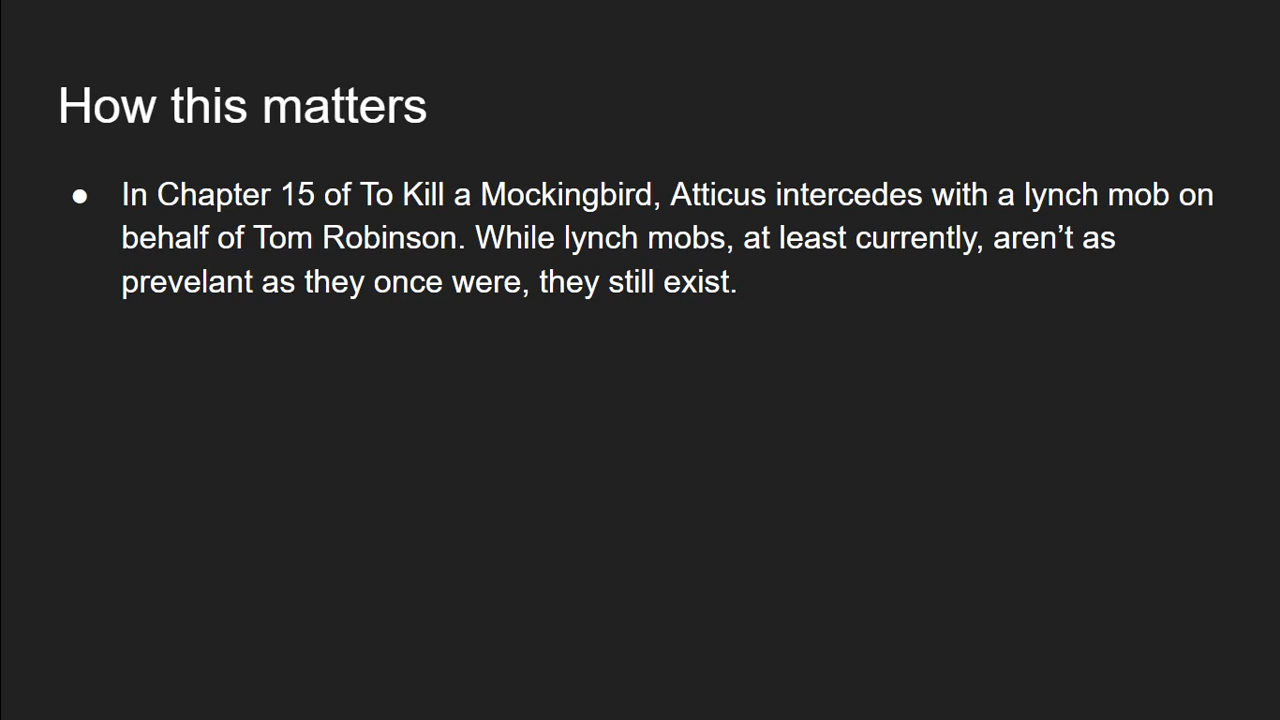 How this matters
● In Chapter 15 of To Kill a Mockingbird, Atticus intercedes with a lynch mob on
behalf of Tom Robinson. While lynch mobs, at least currently, aren’t as
prevelant as they once were, they still exist.